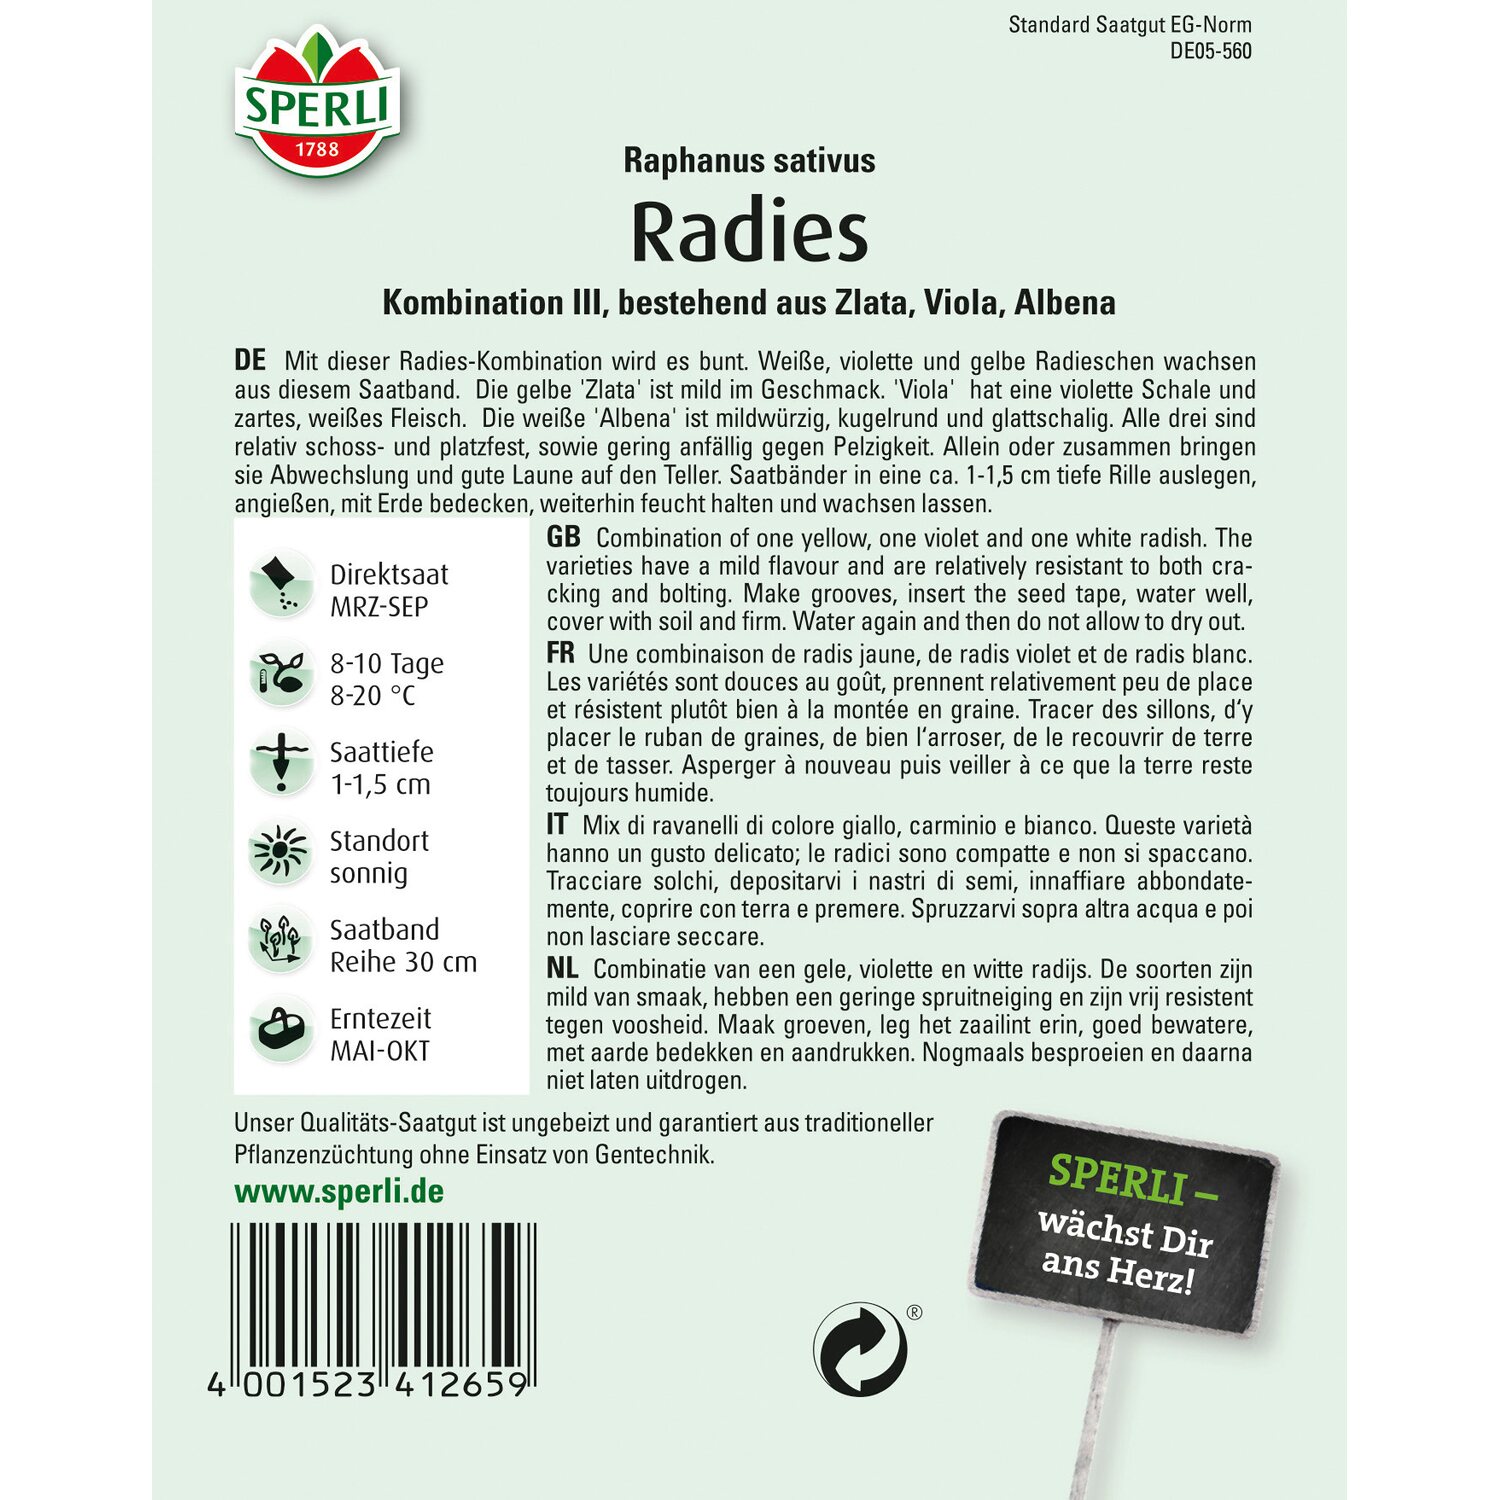 Standard Saatgut EG-Norm
DE05-560
SPERLI
1788
Raphanus sativus
Radies
Kombination III, bestehend aus Zlata, Viola, Albena
DE Mit dieser Radies-Kombination wird es bunt. Weiße, violette und gelbe Radieschen wachsen
aus diesem Saatband. Die gelbe 'Zlata' ist mild im Geschmack. 'Viola' hat eine violette Schale und
zartes, weißes Fleisch. Die weiße 'Albena' ist mildwürzig, kugelrund und glattschalig. Alle drei sind
relativ schoss- und platzfest, sowie gering anfällig gegen Pelzigkeit. Allein oder zusammen bringen
sie Abwechslung und gute Laune auf den Teller. Saatbänder in eine ca. 1-1,5 cm tiefe Rille auslegen,
angießen, mit Erde bedecken, weiterhin feucht halten und wachsen lassen.
Direktsaat
MRZ-SEP
8-10 Tage
8-20 °C
Saattiefe
1-1,5 cm
Standort
sonnig
Saatband
Reihe 30 cm
Erntezeit
MAI-OKT
GB Combination of one yellow, one violet and one white radish. The
varieties have a mild flavour and are relatively resistant to both cra-
cking and bolting. Make grooves, insert the seed tape, water well,
cover with soil and firm. Water again and then do not allow to dry out.
FR Une combinaison de radis jaune, de radis violet et de radis blanc.
Les variétés sont douces au goût, prennent relativement peu de place
et résistent plutôt bien à la montée en graine. Tracer des sillons, d‘y
placer le ruban de graines, de bien l‘arroser, de le recouvrir de terre
et de tasser. Asperger à nouveau puis veiller à ce que la terre reste
toujours humide.
IT Mix di ravanelli di colore giallo, carminio e bianco. Queste varietà
hanno un gusto delicato; le radici sono compatte e non si spaccano.
Tracciare solchi, depositarvi i nastri di semi, innaffiare abbondate-
mente, coprire con terra e premere. Spruzzarvi sopra altra acqua e poi
non lasciare seccare.
NL Combinatie van een gele, violette en witte radijs. De soorten zijn
mild van smaak, hebben een geringe spruitneiging en zijn vrij resistent
tegen voosheid. Maak groeven, leg het zaailint erin, goed bewatere,
met aarde bedekken en aandrukken. Nogmaals besproeien en daarna
niet laten uitdrogen.
Unser Qualitäts-Saatgut ist ungebeizt und garantiert aus traditioneller
Pflanzenzüchtung ohne Einsatz von Gentechnik.
www.sperli.de
4 001523 412659
®
SPERLI –
wächst Dir
ans Herz!